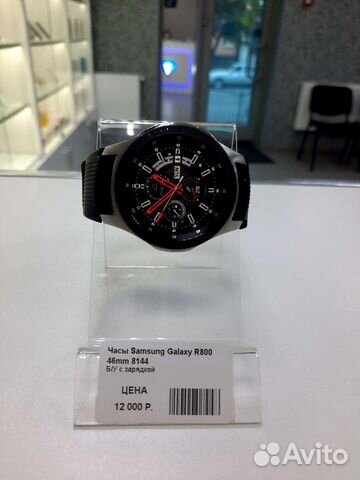 Часы Samsung Galaxy R800
46mm 8144
Б/У с зарядкой
ЦЕНА
12 000 Р.
Avito